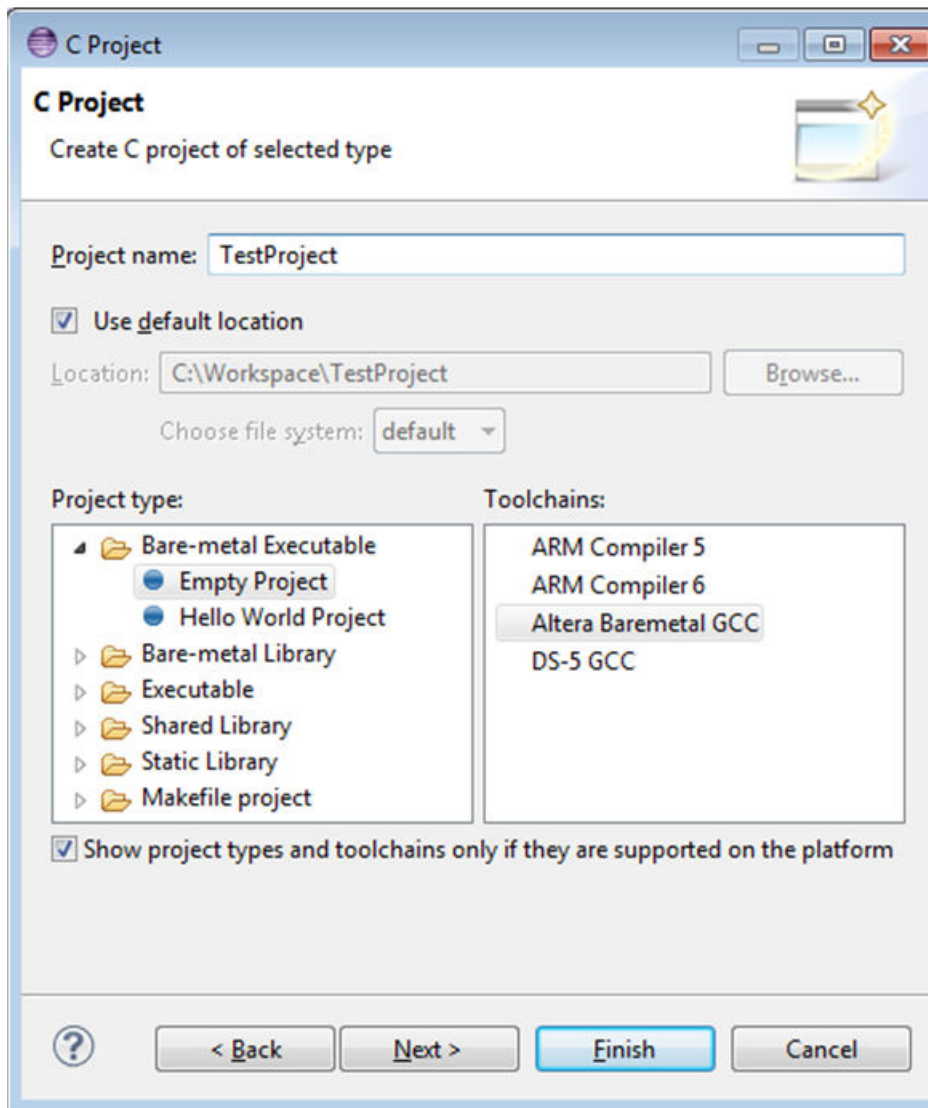 C Project
C Project
Create C project of selected type
Project name: TestProject
Use default location
Location: C:\Workspace\TestProject Browse...
Choose file system: default
Project type:
Bare-metal Executable
Empty Project
Hello World Project
Bare-metal Library
Executable
Shared Library
Static Library
Makefile project
Toolchains:
ARM Compiler 5
ARM Compiler 6
Altera Baremetal GCC
DS-5 GCC
Show project types and toolchains only if they are supported on the platform
? < Back Next > Finish Cancel